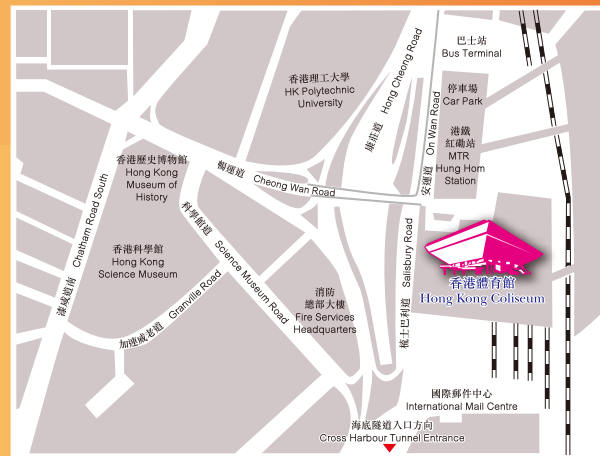 巴士站
Bus Terminal
香港理工大學
HK Polytechnic
University
康莊道 Hong Cheong Road
安運道 On Wan Road
停車場
Car Park
港鐵
紅磡站
MTR
Hung Hom
Station
香港歷史博物館
Hong Kong
Museum of
History
暢運道 Cheong Wan Road
漆咸道南 Chatham Road South
科學館道 Science Museum Road
香港科學館
Hong Kong
Science Museum
加連威老道 Granville Road
消防
總部大樓
Fire Services
Headquarters
梳士巴利道 Salisbury Road
香港體育館
Hong Kong Coliseum
國際郵件中心
International Mail Centre
海底隧道入口方向
Cross Harbour Tunnel Entrance